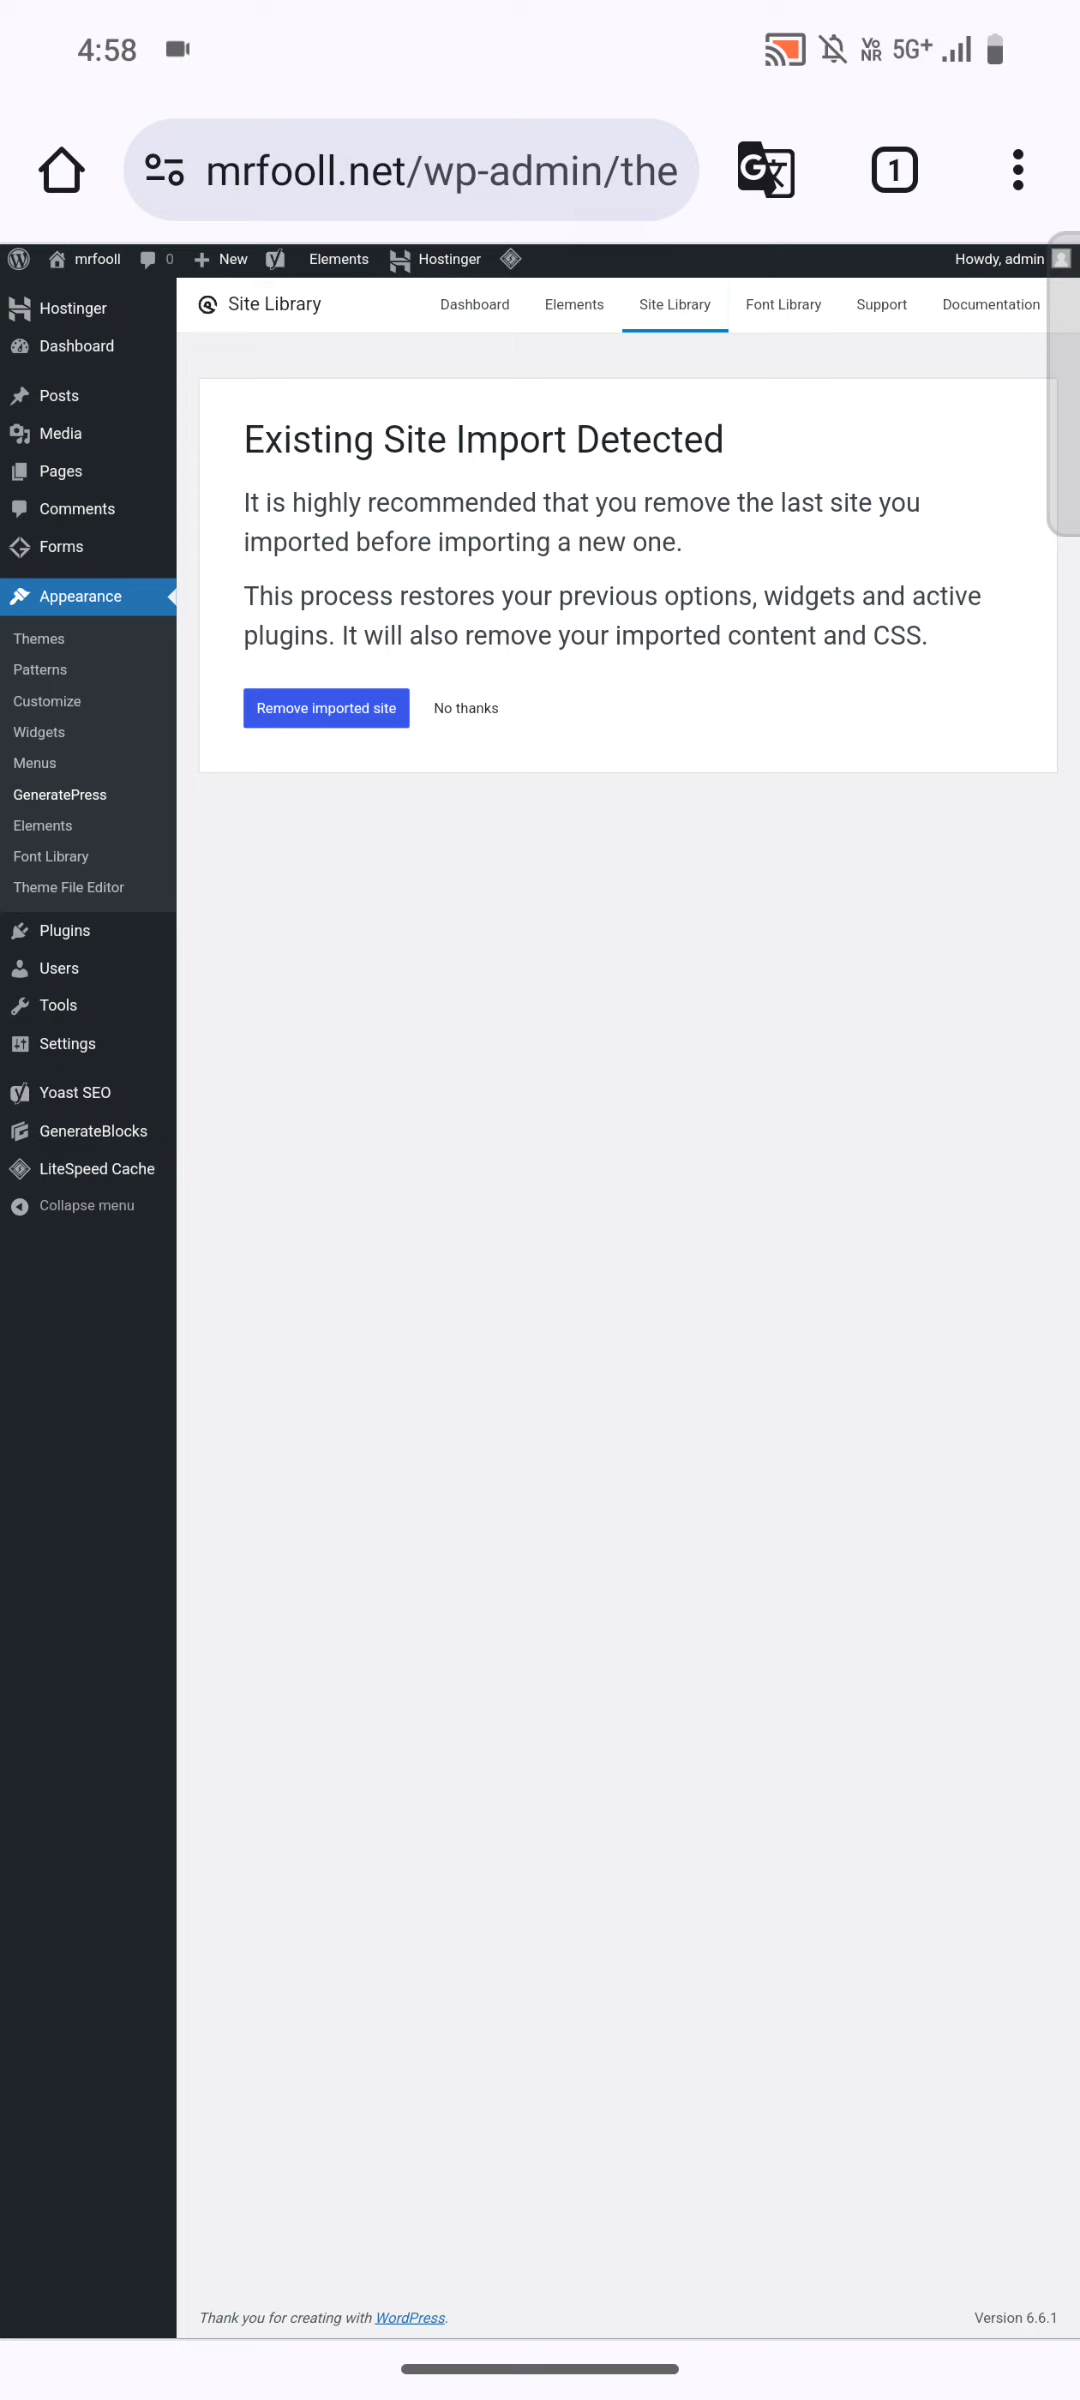 4:58
Vo
NR
5G+
mrfooll.net/wp-admin/the
G
文
1
mrfooll
0
New
Elements
Hostinger
Howdy, admin
Hostinger
Dashboard
Posts
Media
Pages
Comments
Forms
Appearance
Themes
Patterns
Customize
Widgets
Menus
GeneratePress
Elements
Font Library
Theme File Editor
Plugins
Users
Tools
Settings
Yoast SEO
GenerateBlocks
LiteSpeed Cache
Collapse menu
Site Library
Dashboard
Elements
Site Library
Font Library
Support
Documentation
Existing Site Import Detected
It is highly recommended that you remove the last site you
imported before importing a new one.
This process restores your previous options, widgets and active
plugins. It will also remove your imported content and CSS.
Remove imported site
No thanks
Thank you for creating with WordPress.
Version 6.6.1